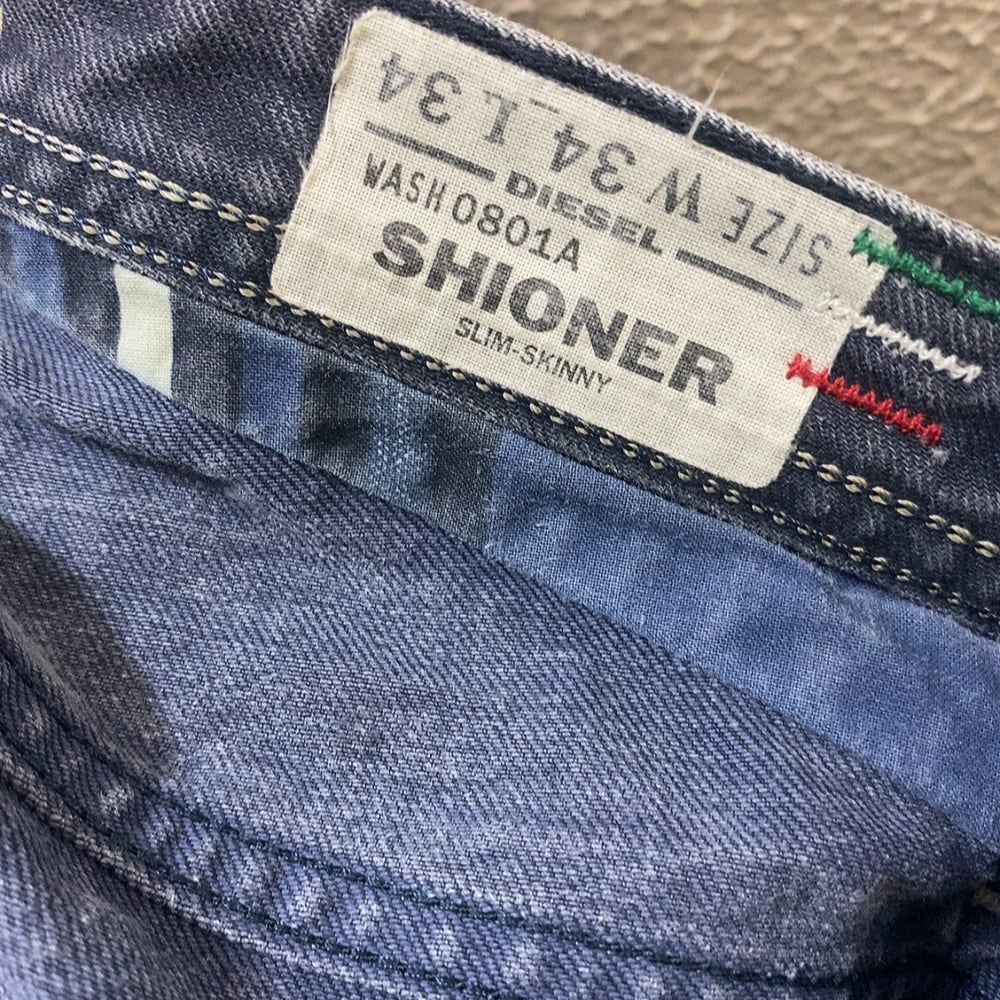 SIZE W 34 L 34
DIESEL
WASH 0801A
SHIONER
SLIM-SKINNY